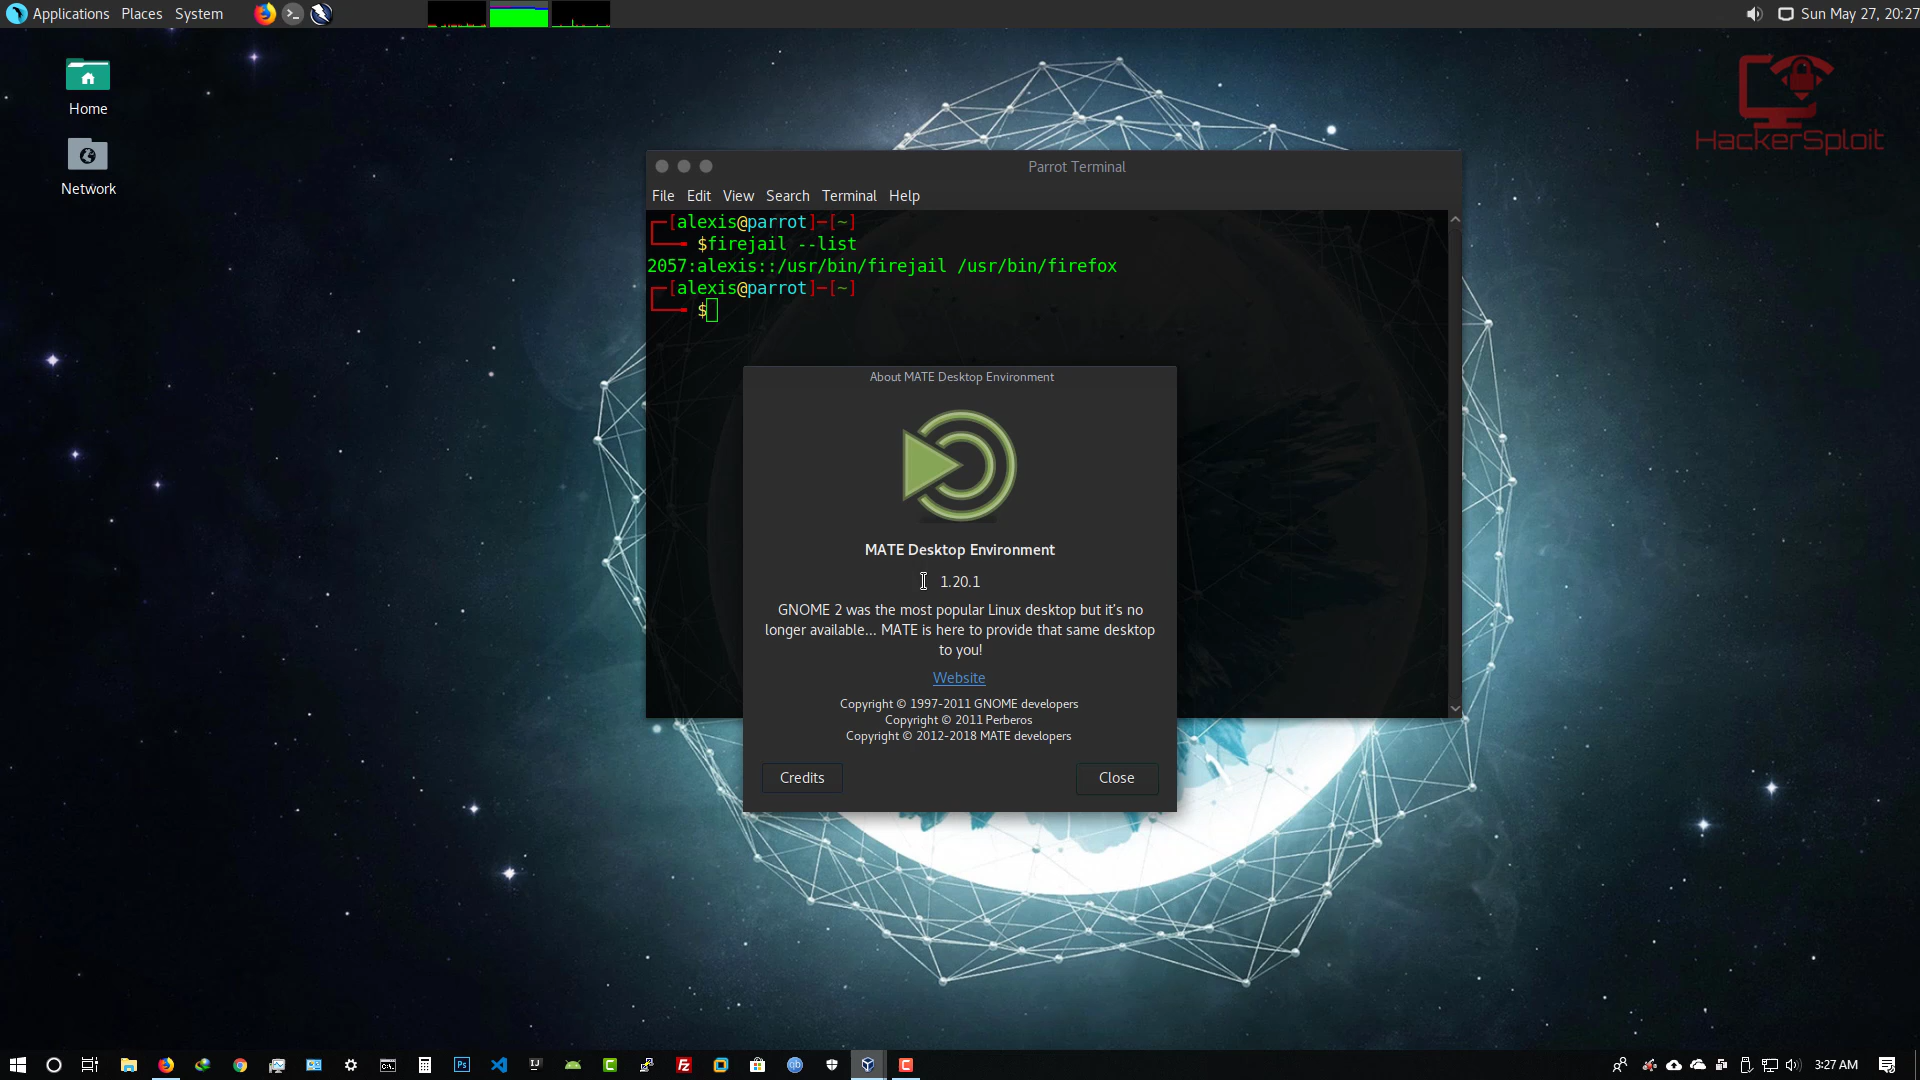 Applications Places System
Sun May 27, 20:27
Home
Network
HackerSploit
Parrot Terminal
File Edit View Search Terminal Help
┌─[alexis@parrot]─[~]
└──╼ $firejail --list
2057:alexis::/usr/bin/firejail /usr/bin/firefox
┌─[alexis@parrot]─[~]
└──╼ $
About MATE Desktop Environment
MATE Desktop Environment
1.20.1
GNOME 2 was the most popular Linux desktop but it's no
longer available... MATE is here to provide that same desktop
to you!
Website
Copyright © 1997-2011 GNOME developers
Copyright © 2011 Perberos
Copyright © 2012-2018 MATE developers
Credits Close
3:27 AM